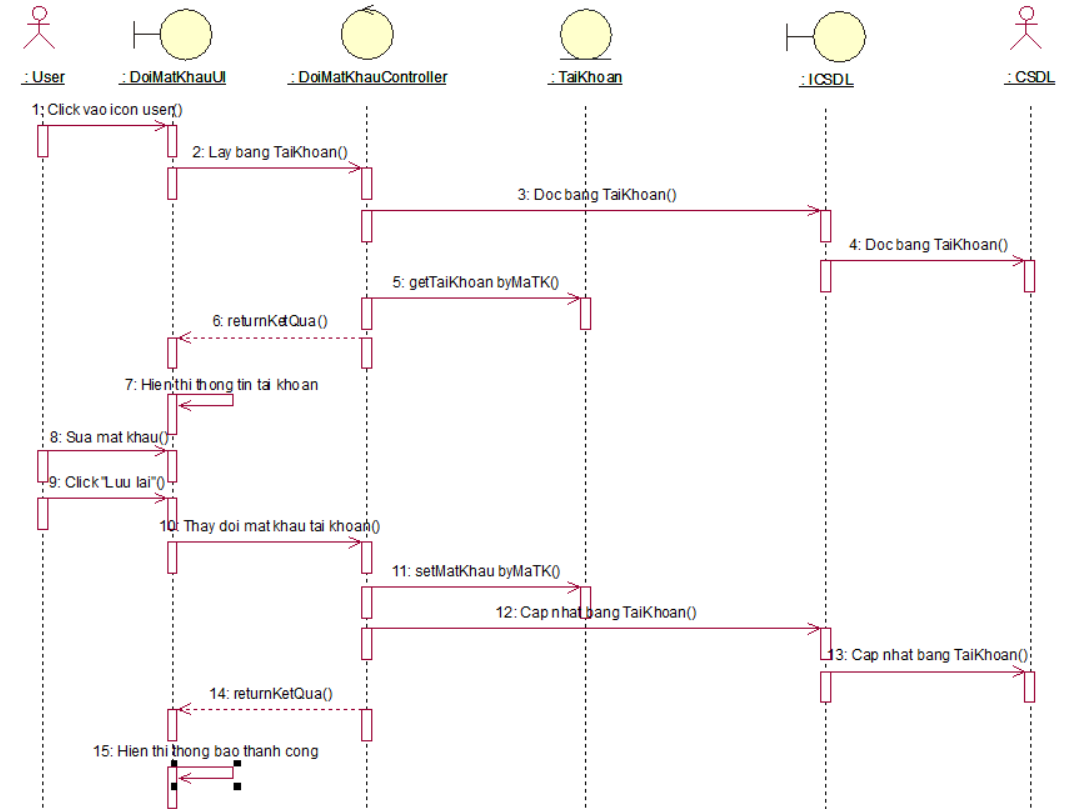 : User
: DoiMatKhauUI
: DoiMatKhauController
: TaiKhoan
: ICSDL
: CSDL
1: Click vao icon user()
2: Lay bang TaiKhoan()
3: Doc bang TaiKhoan()
4: Doc bang TaiKhoan()
5: getTaiKhoan byMaTK()
6: returnKetQua()
7: Hien thi thong tin tai khoan
8: Sua mat khau()
9: Click "Luu lai"()
10: Thay doi mat khau tai khoan()
11: setMatKhau byMaTK()
12: Cap nhat bang TaiKhoan()
13: Cap nhat bang TaiKhoan()
14: returnKetQua()
15: Hien thi thong bao thanh cong